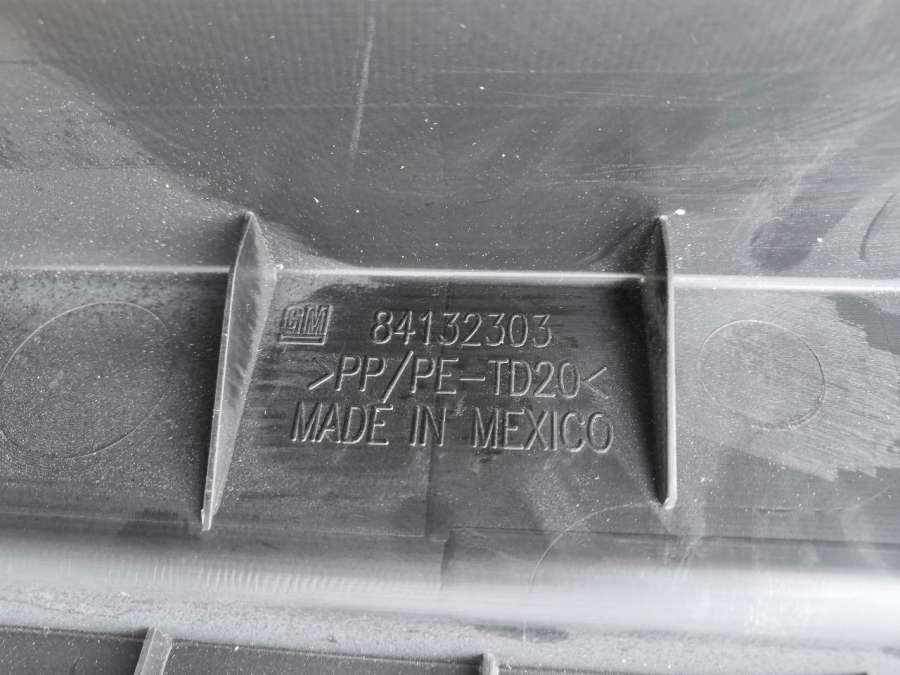 GM 84132303
>PP/PE-TD20<
MADE IN MEXICO